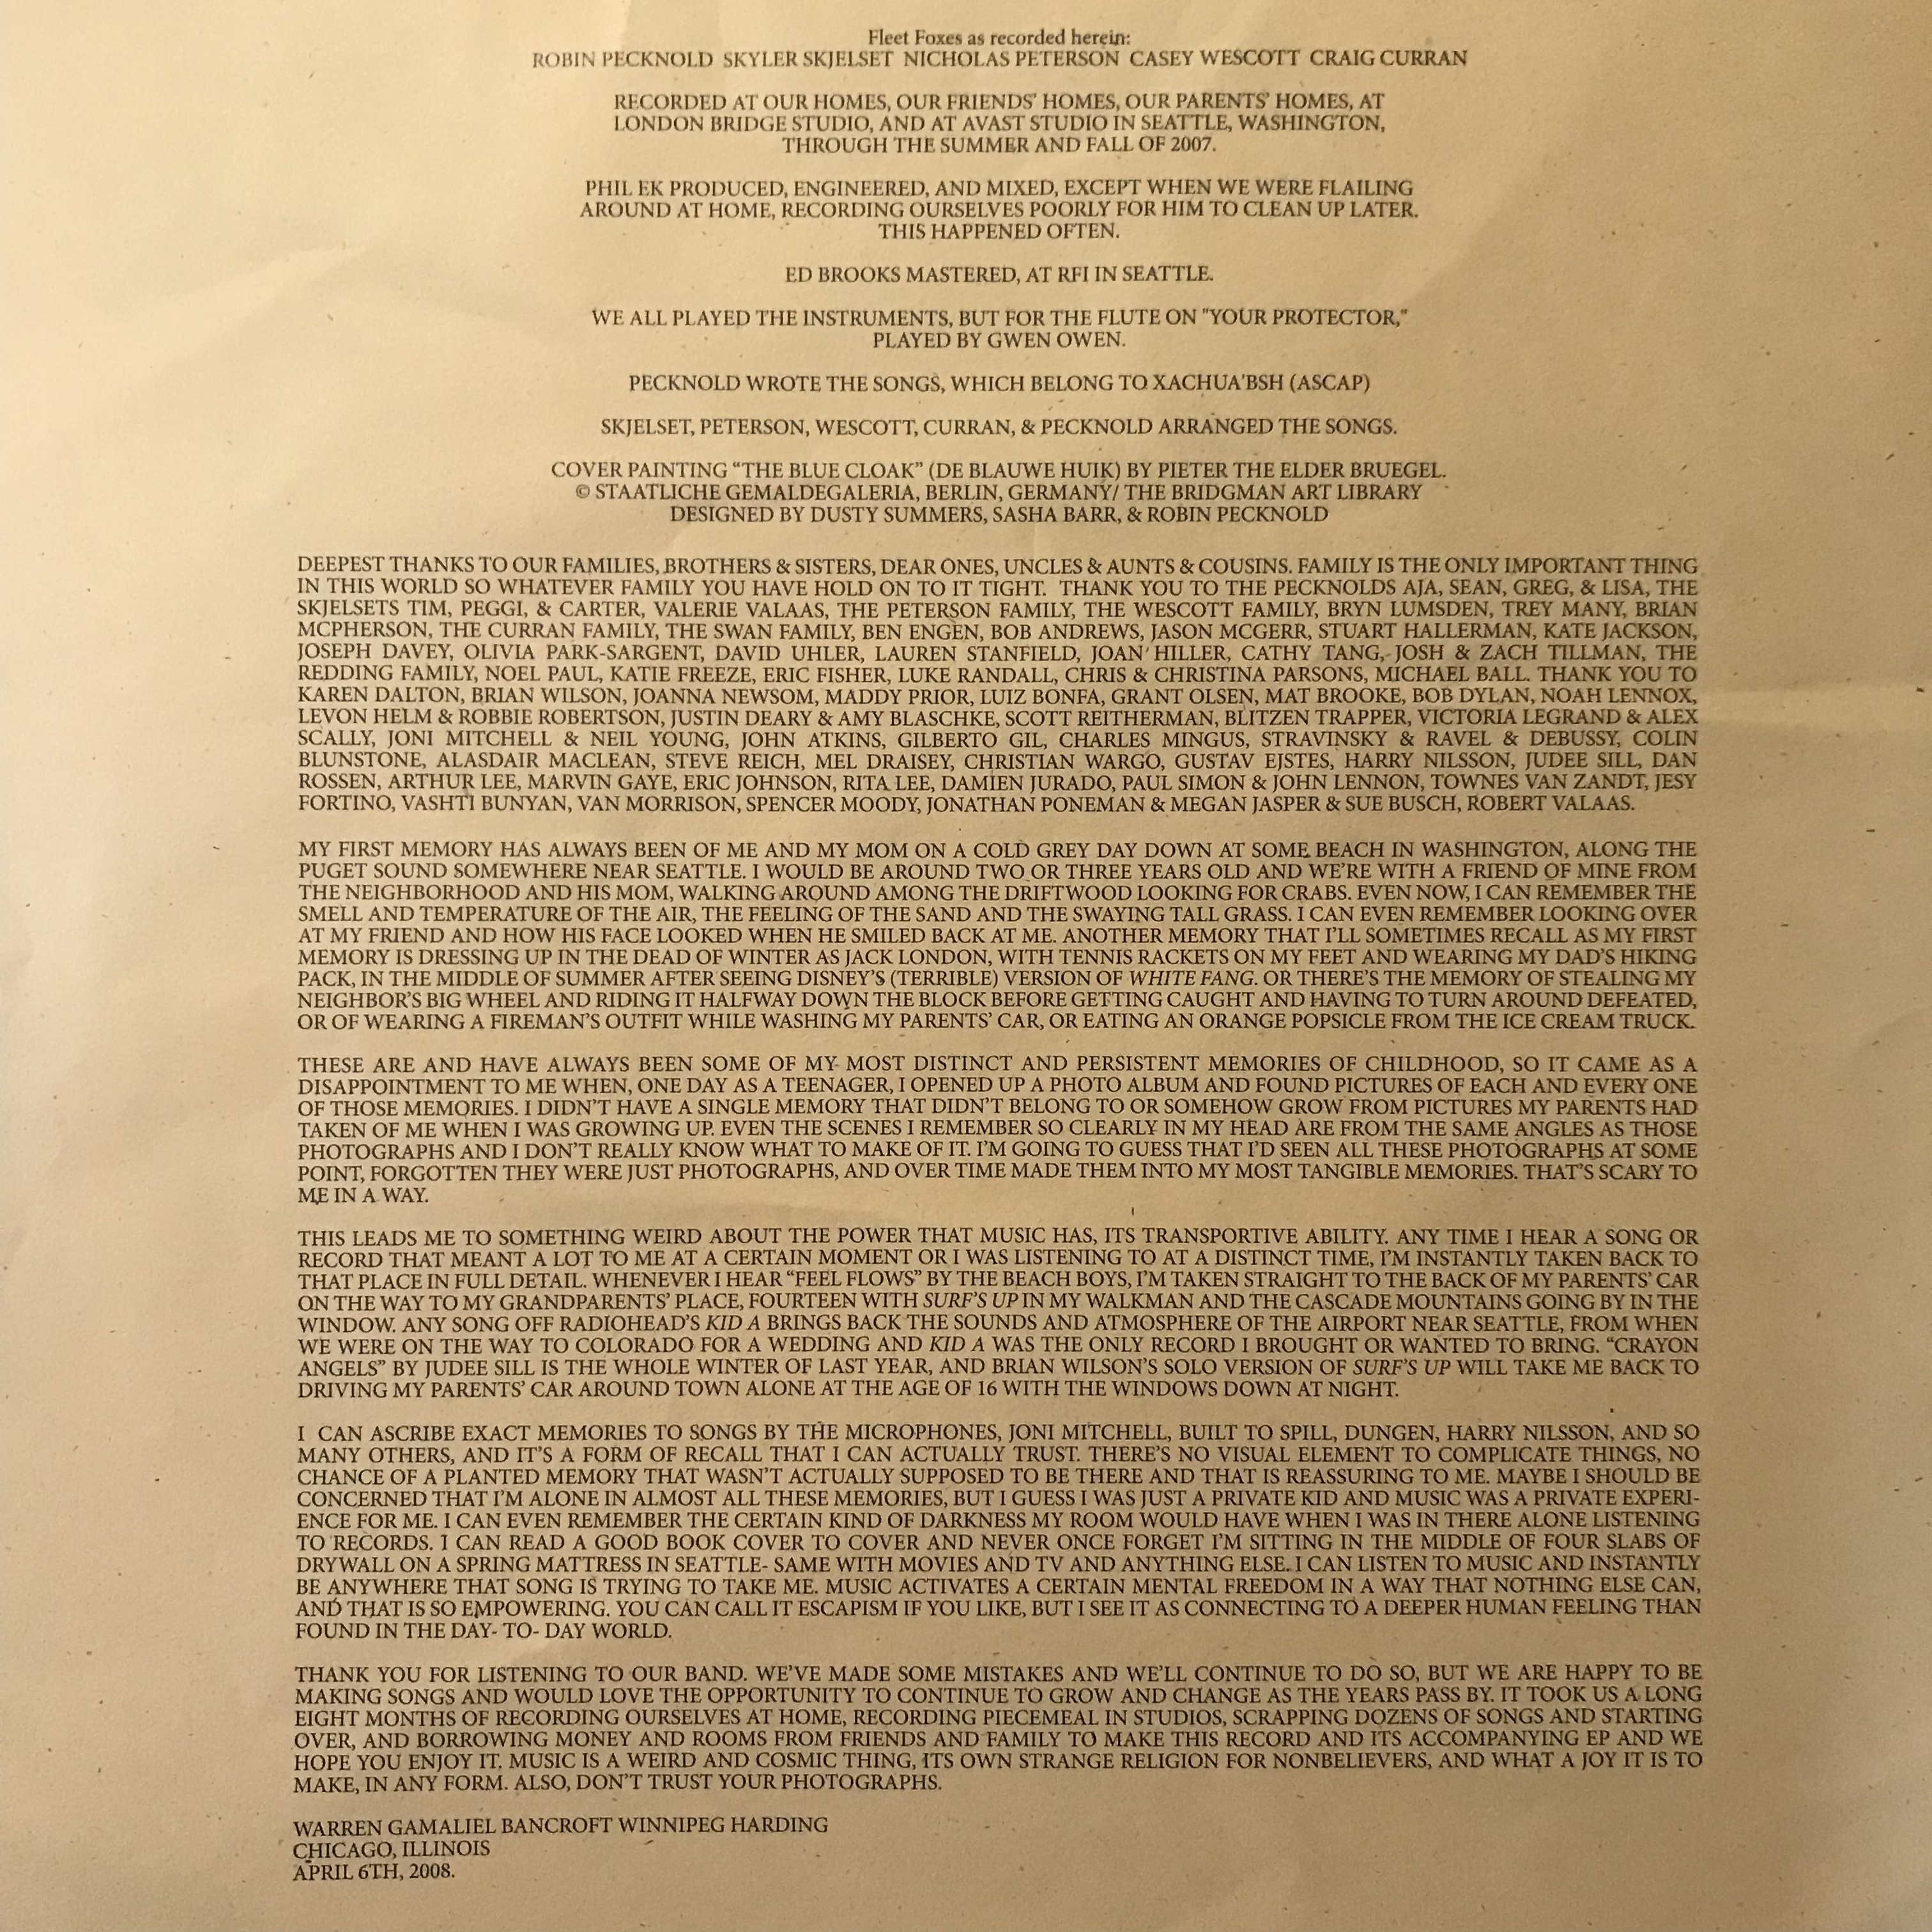 Fleet Foxes as recorded herein:
ROBIN PECKNOLD SKYLER SKJELSET NICHOLAS PETERSON CASEY WESCOTT CRAIG CURRAN
RECORDED AT OUR HOMES, OUR FRIENDS' HOMES, OUR PARENTS' HOMES, AT
LONDON BRIDGE STUDIO, AND AT AVAST STUDIO IN SEATTLE, WASHINGTON,
THROUGH THE SUMMER AND FALL OF 2007.
PHIL EK PRODUCED, ENGINEERED, AND MIXED, EXCEPT WHEN WE WERE FLAILING
AROUND AT HOME, RECORDING OURSELVES POORLY FOR HIM TO CLEAN UP LATER.
THIS HAPPENED OFTEN.
ED BROOKS MASTERED, AT RFI IN SEATTLE.
WE ALL PLAYED THE INSTRUMENTS, BUT FOR THE FLUTE ON "YOUR PROTECTOR,"
PLAYED BY GWEN OWEN.
PECKNOLD WROTE THE SONGS, WHICH BELONG TO XACHUA'BSH (ASCAP)
SKJELSET, PETERSON, WESCOTT, CURRAN, & PECKNOLD ARRANGED THE SONGS.
COVER PAINTING “THE BLUE CLOAK” (DE BLAUWE HUIK) BY PIETER THE ELDER BRUEGEL.
© STAATLICHE GEMALDEGALERIA, BERLIN, GERMANY/ THE BRIDGMAN ART LIBRARY
DESIGNED BY DUSTY SUMMERS, SASHA BARR, & ROBIN PECKNOLD
DEEPEST THANKS TO OUR FAMILIES, BROTHERS & SISTERS, DEAR ONES, UNCLES & AUNTS & COUSINS. FAMILY IS THE ONLY IMPORTANT THING
IN THIS WORLD SO WHATEVER FAMILY YOU HAVE HOLD ON TO IT TIGHT. THANK YOU TO THE PECKNOLDS AJA, SEAN, GREG, & LISA, THE
SKJELSETS TIM, PEGGI, & CARTER, VALERIE VALAAS, THE PETERSON FAMILY, THE WESCOTT FAMILY, BRYN LUMSDEN, TREY MANY, BRIAN
MCPHERSON, THE CURRAN FAMILY, THE SWAN FAMILY, BEN ENGEN, BOB ANDREWS, JASON MCGERR, STUART HALLERMAN, KATE JACKSON,
JOSEPH DAVEY, OLIVIA PARK-SARGENT, DAVID UHLER, LAUREN STANFIELD, JOAN HILLER, CATHY TANG, JOSH & ZACH TILLMAN, THE
REDDING FAMILY, NOEL PAUL, KATIE FREEZE, ERIC FISHER, LUKE RANDALL, CHRIS & CHRISTINA PARSONS, MICHAEL BALL. THANK YOU TO
KAREN DALTON, BRIAN WILSON, JOANNA NEWSOM, MADDY PRIOR, LUIZ BONFA, GRANT OLSEN, MAT BROOKE, BOB DYLAN, NOAH LENNOX,
LEVON HELM & ROBBIE ROBERTSON, JUSTIN DEARY & AMY BLASCHKE, SCOTT REITHERMAN, BLITZEN TRAPPER, VICTORIA LEGRAND & ALEX
SCALLY, JONI MITCHELL & NEIL YOUNG, JOHN ATKINS, GILBERTO GIL, CHARLES MINGUS, STRAVINSKY & RAVEL & DEBUSSY, COLIN
BLUNSTONE, ALASDAIR MACLEAN, STEVE REICH, MEL DRAISEY, CHRISTIAN WARGO, GUSTAV EJSTES, HARRY NILSSON, JUDEE SILL, DAN
ROSSEN, ARTHUR LEE, MARVIN GAYE, ERIC JOHNSON, RITA LEE, DAMIEN JURADO, PAUL SIMON & JOHN LENNON, TOWNES VAN ZANDT, JESY
FORTINO, VASHTI BUNYAN, VAN MORRISON, SPENCER MOODY, JONATHAN PONEMAN & MEGAN JASPER & SUE BUSCH, ROBERT VALAAS.
MY FIRST MEMORY HAS ALWAYS BEEN OF ME AND MY MOM ON A COLD GREY DAY DOWN AT SOME BEACH IN WASHINGTON, ALONG THE
PUGET SOUND SOMEWHERE NEAR SEATTLE. I WOULD BE AROUND TWO OR THREE YEARS OLD AND WE'RE WITH A FRIEND OF MINE FROM
THE NEIGHBORHOOD AND HIS MOM, WALKING AROUND AMONG THE DRIFTWOOD LOOKING FOR CRABS. EVEN NOW, I CAN REMEMBER THE
SMELL AND TEMPERATURE OF THE AIR, THE FEELING OF THE SAND AND THE SWAYING TALL GRASS. I CAN EVEN REMEMBER LOOKING OVER
AT MY FRIEND AND HOW HIS FACE LOOKED WHEN HE SMILED BACK AT ME. ANOTHER MEMORY THAT I'LL SOMETIMES RECALL AS MY FIRST
MEMORY IS DRESSING UP IN THE DEAD OF WINTER AS JACK LONDON, WITH TENNIS RACKETS ON MY FEET AND WEARING MY DAD'S HIKING
PACK, IN THE MIDDLE OF SUMMER AFTER SEEING DISNEY'S (TERRIBLE) VERSION OF WHITE FANG. OR THERE'S THE MEMORY OF STEALING MY
NEIGHBOR'S BIG WHEEL AND RIDING IT HALFWAY DOWN THE BLOCK BEFORE GETTING CAUGHT AND HAVING TO TURN AROUND DEFEATED,
OR OF WEARING A FIREMAN'S OUTFIT WHILE WASHING MY PARENTS' CAR, OR EATING AN ORANGE POPSICLE FROM THE ICE CREAM TRUCK.
THESE ARE AND HAVE ALWAYS BEEN SOME OF MY MOST DISTINCT AND PERSISTENT MEMORIES OF CHILDHOOD, SO IT CAME AS A
DISAPPOINTMENT TO ME WHEN, ONE DAY AS A TEENAGER, I OPENED UP A PHOTO ALBUM AND FOUND PICTURES OF EACH AND EVERY ONE
OF THOSE MEMORIES. I DIDN'T HAVE A SINGLE MEMORY THAT DIDN'T BELONG TO OR SOMEHOW GROW FROM PICTURES MY PARENTS HAD
TAKEN OF ME WHEN I WAS GROWING UP. EVEN THE SCENES I REMEMBER SO CLEARLY IN MY HEAD ARE FROM THE SAME ANGLES AS THOSE
PHOTOGRAPHS AND I DON'T REALLY KNOW WHAT TO MAKE OF IT. I'M GOING TO GUESS THAT I'D SEEN ALL THESE PHOTOGRAPHS AT SOME
POINT, FORGOTTEN THEY WERE JUST PHOTOGRAPHS, AND OVER TIME MADE THEM INTO MY MOST TANGIBLE MEMORIES. THAT'S SCARY TO
ME IN A WAY.
THIS LEADS ME TO SOMETHING WEIRD ABOUT THE POWER THAT MUSIC HAS, ITS TRANSPORTIVE ABILITY. ANY TIME I HEAR A SONG OR
RECORD THAT MEANT A LOT TO ME AT A CERTAIN MOMENT OR I WAS LISTENING TO AT A DISTINCT TIME, I'M INSTANTLY TAKEN BACK TO
THAT PLACE IN FULL DETAIL. WHENEVER I HEAR “FEEL FLOWS” BY THE BEACH BOYS, I'M TAKEN STRAIGHT TO THE BACK OF MY PARENTS' CAR
ON THE WAY TO MY GRANDPARENTS' PLACE, FOURTEEN WITH SURF'S UP IN MY WALKMAN AND THE CASCADE MOUNTAINS GOING BY IN THE
WINDOW. ANY SONG OFF RADIOHEAD'S KID A BRINGS BACK THE SOUNDS AND ATMOSPHERE OF THE AIRPORT NEAR SEATTLE, FROM WHEN
WE WERE ON THE WAY TO COLORADO FOR A WEDDING AND KID A WAS THE ONLY RECORD I BROUGHT OR WANTED TO BRING. “CRAYON
ANGELS” BY JUDEE SILL IS THE WHOLE WINTER OF LAST YEAR, AND BRIAN WILSON'S SOLO VERSION OF SURF'S UP WILL TAKE ME BACK TO
DRIVING MY PARENTS' CAR AROUND TOWN ALONE AT THE AGE OF 16 WITH THE WINDOWS DOWN AT NIGHT.
I CAN ASCRIBE EXACT MEMORIES TO SONGS BY THE MICROPHONES, JONI MITCHELL, BUILT TO SPILL, DUNGEN, HARRY NILSSON, AND SO
MANY OTHERS, AND IT'S A FORM OF RECALL THAT I CAN ACTUALLY TRUST. THERE'S NO VISUAL ELEMENT TO COMPLICATE THINGS, NO
CHANCE OF A PLANTED MEMORY THAT WASN'T ACTUALLY SUPPOSED TO BE THERE AND THAT IS REASSURING TO ME. MAYBE I SHOULD BE
CONCERNED THAT I'M ALONE IN ALMOST ALL THESE MEMORIES, BUT I GUESS I WAS JUST A PRIVATE KID AND MUSIC WAS A PRIVATE EXPERI-
ENCE FOR ME. I CAN EVEN REMEMBER THE CERTAIN KIND OF DARKNESS MY ROOM WOULD HAVE WHEN I WAS IN THERE ALONE LISTENING
TO RECORDS. I CAN READ A GOOD BOOK COVER TO COVER AND NEVER ONCE FORGET I'M SITTING IN THE MIDDLE OF FOUR SLABS OF
DRYWALL ON A SPRING MATTRESS IN SEATTLE- SAME WITH MOVIES AND TV AND ANYTHING ELSE. I CAN LISTEN TO MUSIC AND INSTANTLY
BE ANYWHERE THAT SONG IS TRYING TO TAKE ME. MUSIC ACTIVATES A CERTAIN MENTAL FREEDOM IN A WAY THAT NOTHING ELSE CAN,
AND THAT IS SO EMPOWERING. YOU CAN CALL IT ESCAPISM IF YOU LIKE, BUT I SEE IT AS CONNECTING TO A DEEPER HUMAN FEELING THAN
FOUND IN THE DAY- TO- DAY WORLD.
THANK YOU FOR LISTENING TO OUR BAND. WE'VE MADE SOME MISTAKES AND WE'LL CONTINUE TO DO SO, BUT WE ARE HAPPY TO BE
MAKING SONGS AND WOULD LOVE THE OPPORTUNITY TO CONTINUE TO GROW AND CHANGE AS THE YEARS PASS BY. IT TOOK US A LONG
EIGHT MONTHS OF RECORDING OURSELVES AT HOME, RECORDING PIECEMEAL IN STUDIOS, SCRAPPING DOZENS OF SONGS AND STARTING
OVER, AND BORROWING MONEY AND ROOMS FROM FRIENDS AND FAMILY TO MAKE THIS RECORD AND ITS ACCOMPANYING EP AND WE
HOPE YOU ENJOY IT. MUSIC IS A WEIRD AND COSMIC THING, ITS OWN STRANGE RELIGION FOR NONBELIEVERS, AND WHAT A JOY IT IS TO
MAKE, IN ANY FORM. ALSO, DON'T TRUST YOUR PHOTOGRAPHS.
WARREN GAMALIEL BANCROFT WINNIPEG HARDING
CHICAGO, ILLINOIS
APRIL 6TH, 2008.